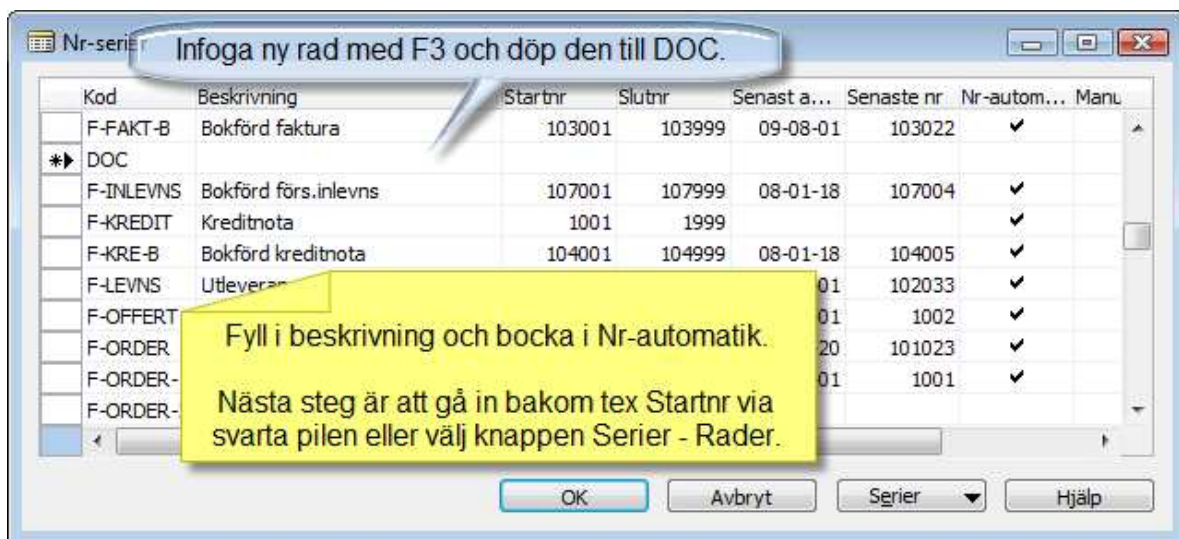 Nr-serier
Infoga ny rad med F3 och döp den till DOC.
Kod Beskrivning Startnr Slutnr Senast a... Senaste nr Nr-autom... Manu
F-FAKT-B Bokförd faktura 103001 103999 09-08-01 103022
DOC
F-INLEVNS Bokförd förs.inlevns 107001 107999 08-01-18 107004
F-KREDIT Kreditnota 1001 1999
F-KRE-B Bokförd kreditnota 104001 104999 08-01-18 104005
F-LEVNS 01 102033
F-OFFERT 01 1002
F-ORDER 20 101023
F-ORDER- 01 1001
F-ORDER-
Fyll i beskrivning och bocka i Nr-automatik.
Nästa steg är att gå in bakom tex Startnr via
svarta pilen eller välj knappen Serier - Rader.
OK Avbryt Serier Hjälp